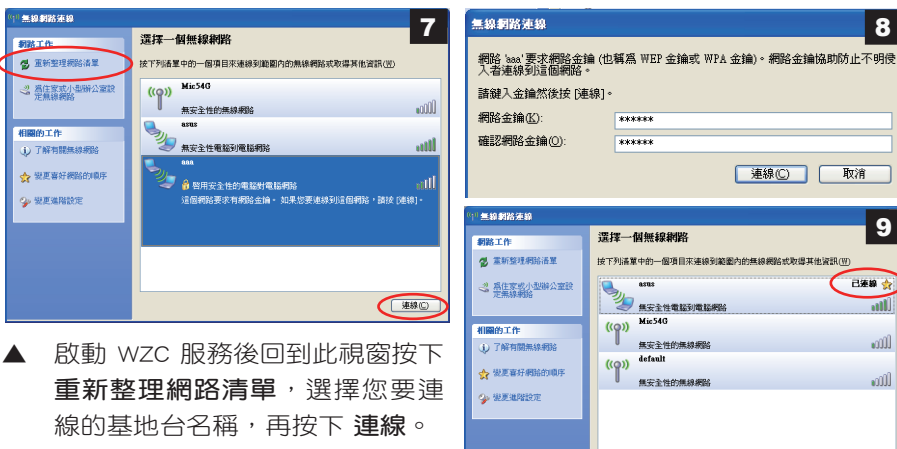 無線網路連線
7
網路工作
重新整理網路清單
為住家或小型辦公室設
定無線網路
相關的工作
了解有關無線網路
變更喜好網路的順序
變更進階設定
選擇一個無線網路
按下列清單中的一個項目來連線到範圍內的無線網路或取得其他資訊(W)
Mic54G
無安全性的無線網路
asus
無安全性電腦到電腦網路
aaa
啟用安全性的電腦對電腦網路
這個網路要求有網路金鑰。如果您要連線到這個網路，請按 [連線]。
連線(C)
▲ 啟動 WZC 服務後回到此視窗按下
重新整理網路清單，選擇您要連
線的基地台名稱，再按下 連線。
無線網路連線
8
網路 'aaa' 要求網路金鑰 (也稱為 WEP 金鑰或 WPA 金鑰)。網路金鑰協助防止不明侵
入者連線到這個網路。
請鍵入金鑰然後按 [連線]。
網路金鑰(K): ******
確認網路金鑰(O): ******
連線(C) 取消
無線網路連線
9
網路工作
重新整理網路清單
為住家或小型辦公室設
定無線網路
相關的工作
了解有關無線網路
變更喜好網路的順序
變更進階設定
選擇一個無線網路
按下列清單中的一個項目來連線到範圍內的無線網路或取得其他資訊(W)
asus 已連線
無安全性電腦到電腦網路
Mic54G
無安全性的無線網路
default
無安全性的無線網路